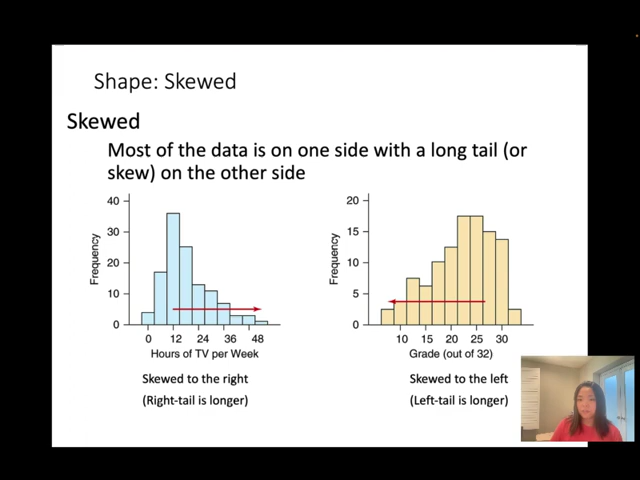 Shape: Skewed
Skewed
Most of the data is on one side with a long tail (or
skew) on the other side
40
30
20
10
0
Frequency
0 12 24 36 48
Hours of TV per Week
Skewed to the right
(Right-tail is longer)
20
15
10
5
0
Frequency
10 15 20 25 30
Grade (out of 32)
Skewed to the left
(Left-tail is longer)